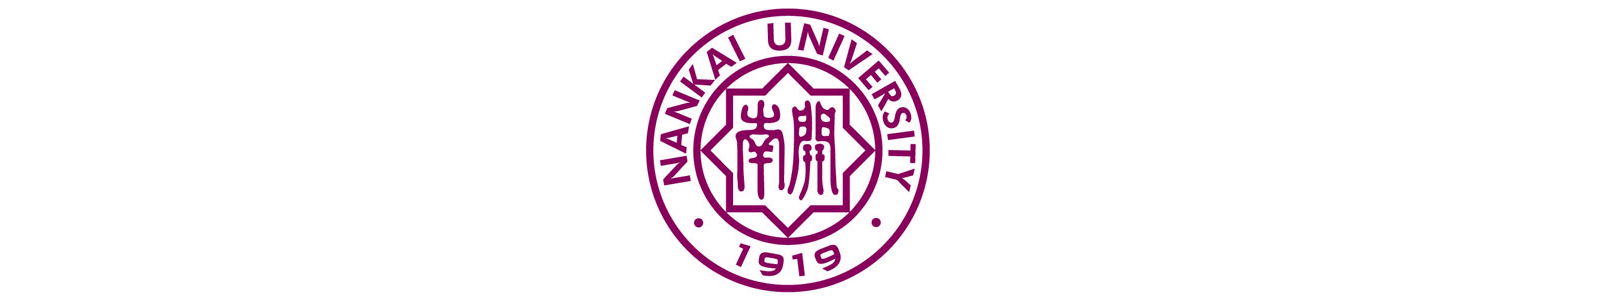 NANKAI UNIVERSITY
南開
· 1919 ·